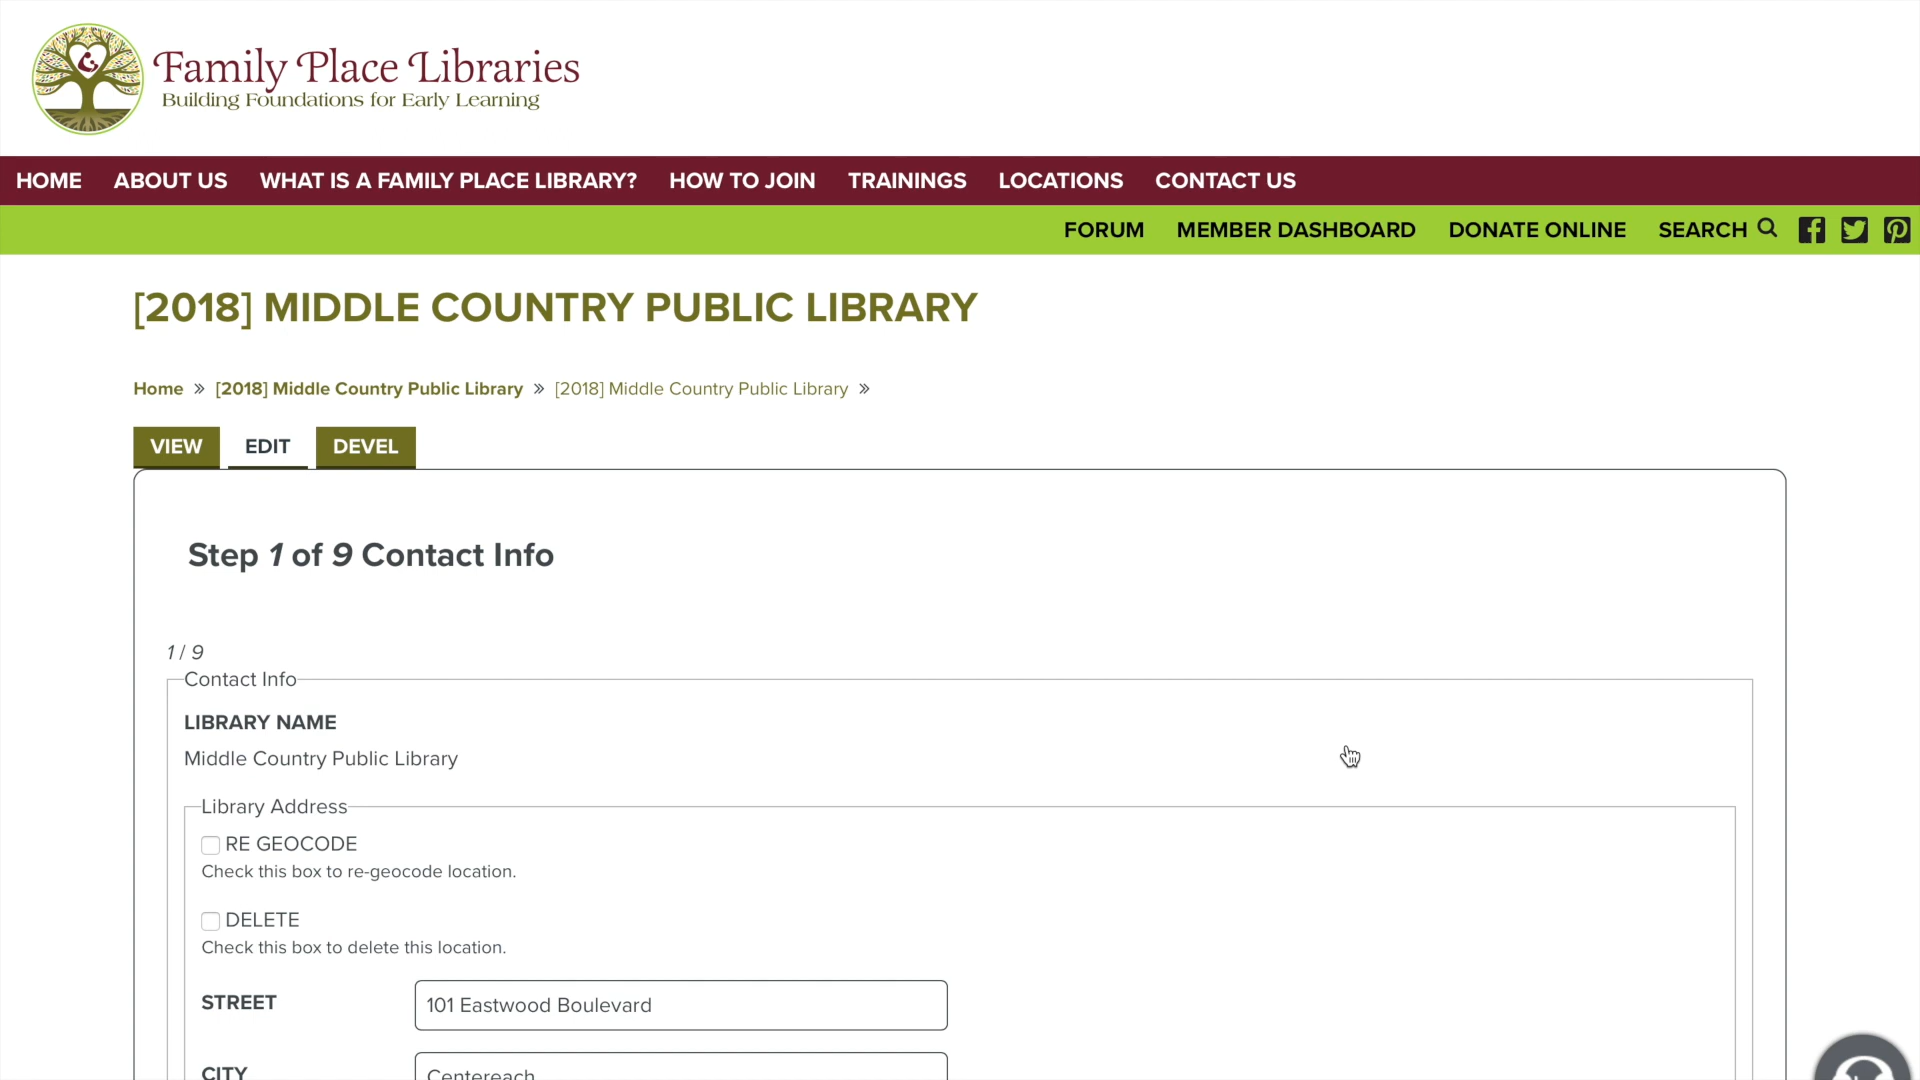 Family Place Libraries
Building Foundations for Early Learning
HOME ABOUT US WHAT IS A FAMILY PLACE LIBRARY? HOW TO JOIN TRAININGS LOCATIONS CONTACT US
FORUM MEMBER DASHBOARD DONATE ONLINE SEARCH
[2018] MIDDLE COUNTRY PUBLIC LIBRARY
Home » [2018] Middle Country Public Library » [2018] Middle Country Public Library »
VIEW EDIT DEVEL
Step 1 of 9 Contact Info
1 / 9
Contact Info
LIBRARY NAME
Middle Country Public Library
Library Address
RE GEOCODE
Check this box to re-geocode location.
DELETE
Check this box to delete this location.
STREET 101 Eastwood Boulevard
CITY Centereach